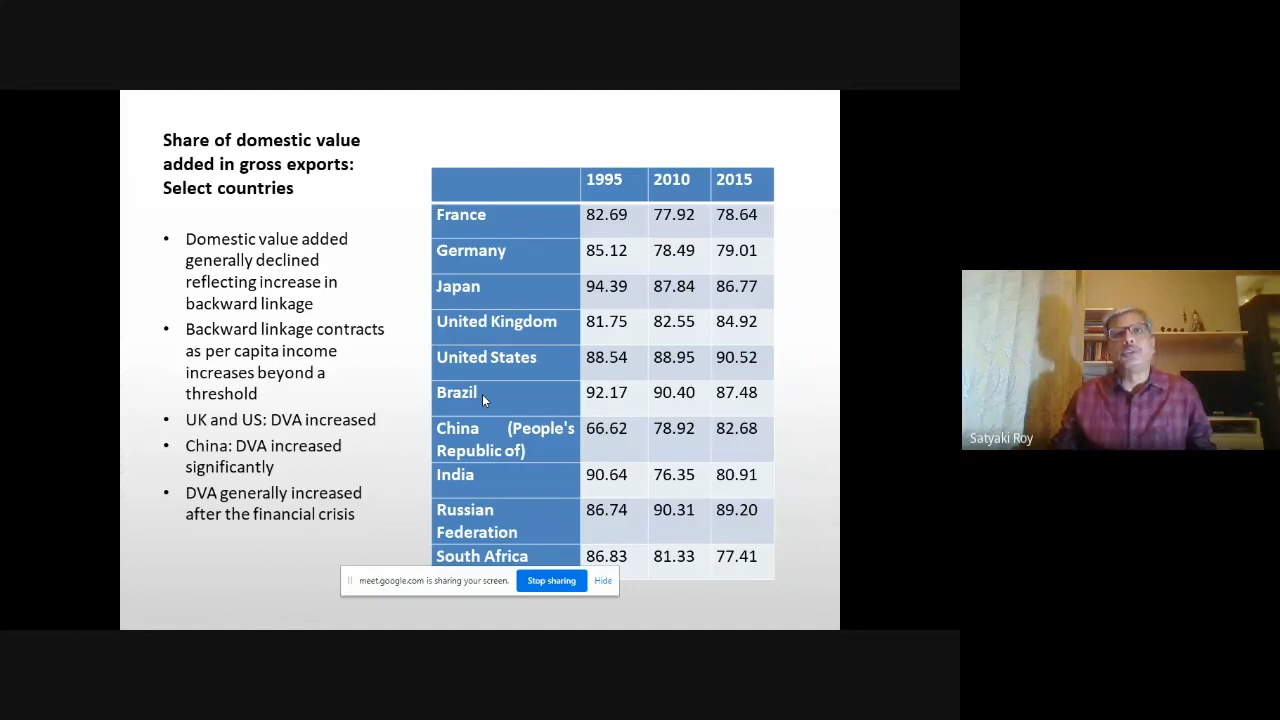 Share of domestic value
added in gross exports:
Select countries
• Domestic value added
generally declined
reflecting increase in
backward linkage
• Backward linkage contracts
as per capita income
increases beyond a
threshold
• UK and US: DVA increased
• China: DVA increased
significantly
• DVA generally increased
after the financial crisis
1995 2010 2015
France 82.69 77.92 78.64
Germany 85.12 78.49 79.01
Japan 94.39 87.84 86.77
United Kingdom 81.75 82.55 84.92
United States 88.54 88.95 90.52
Brazil 92.17 90.40 87.48
China (People's 66.62 78.92 82.68
Republic of)
India 90.64 76.35 80.91
Russian 86.74 90.31 89.20
Federation
South Africa 86.83 81.33 77.41
meet.google.com is sharing your screen. Stop sharing Hide
Satyaki Roy